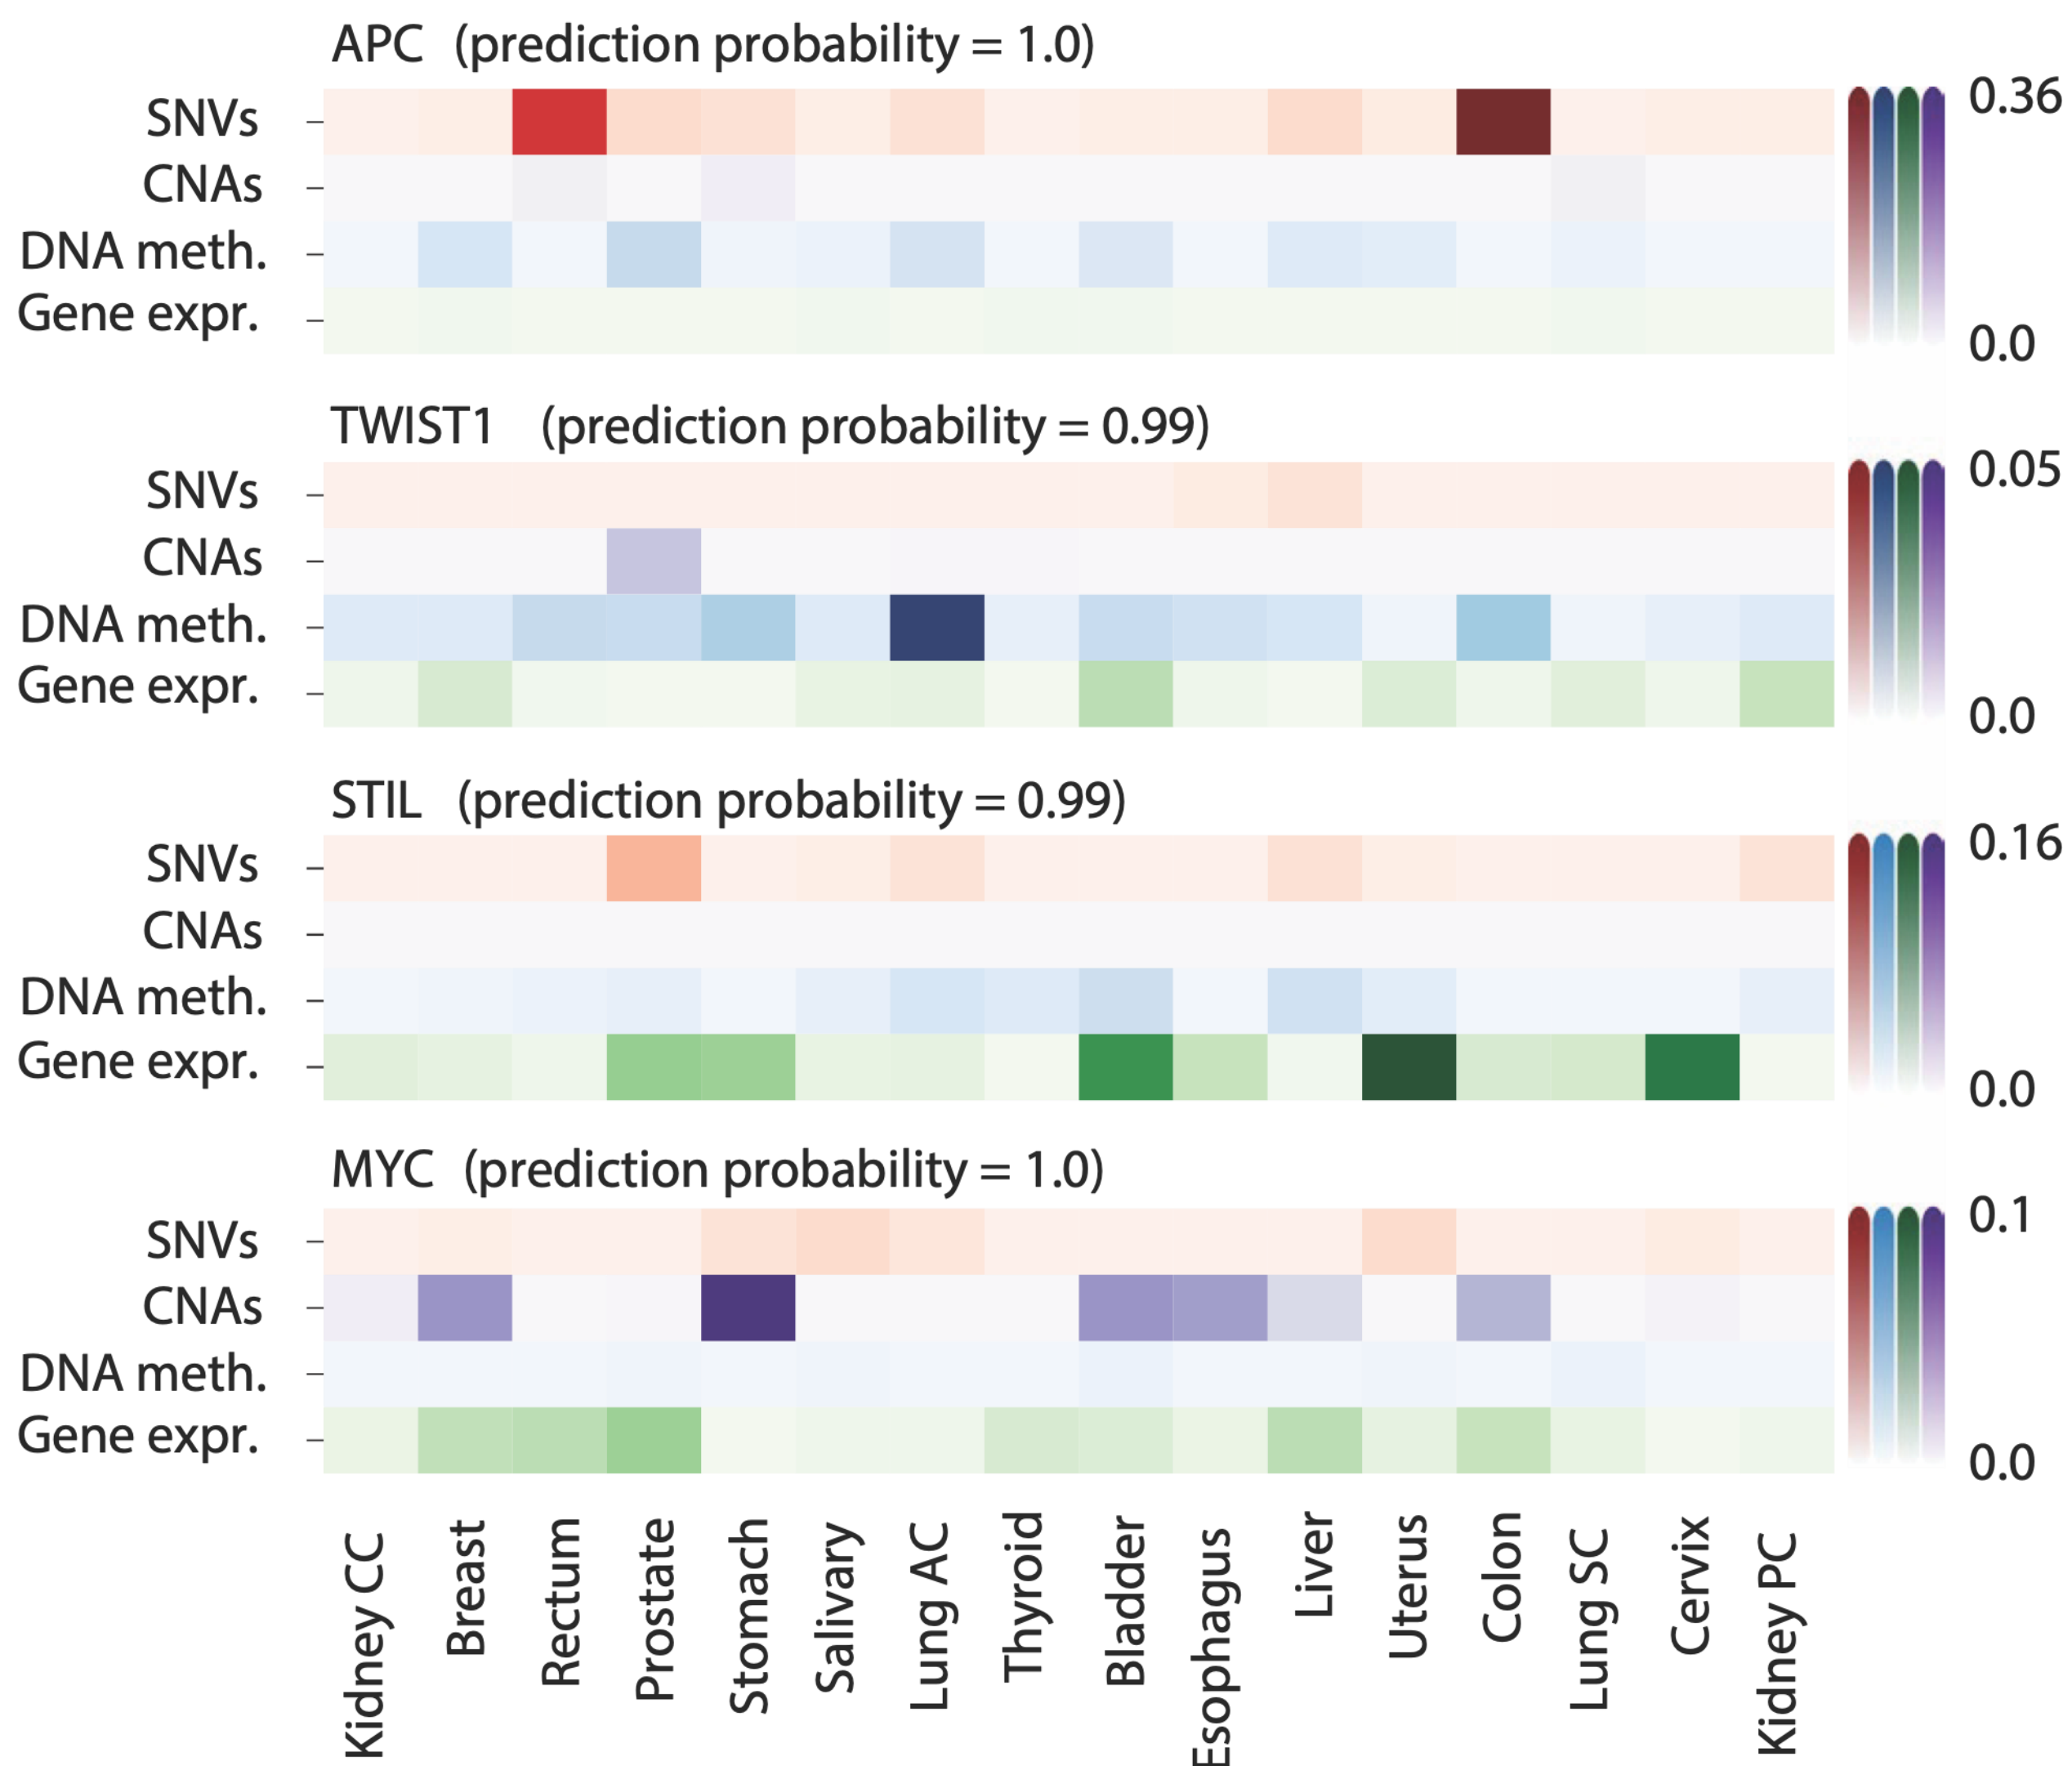 APC (prediction probability = 1.0)
SNVs
0.36
CNAs
DNA meth.
Gene expr.
0.0
TWIST1 (prediction probability = 0.99)
SNVs
0.05
CNAs
DNA meth.
Gene expr.
0.0
STIL (prediction probability = 0.99)
SNVs
0.16
CNAs
DNA meth.
Gene expr.
0.0
MYC (prediction probability = 1.0)
SNVs
0.1
CNAs
DNA meth.
Gene expr.
0.0
Kidney CC
Breast
Rectum
Prostate
Stomach
Salivary
Lung AC
Thyroid
Bladder
Esophagus
Liver
Uterus
Colon
Lung SC
Cervix
Kidney PC